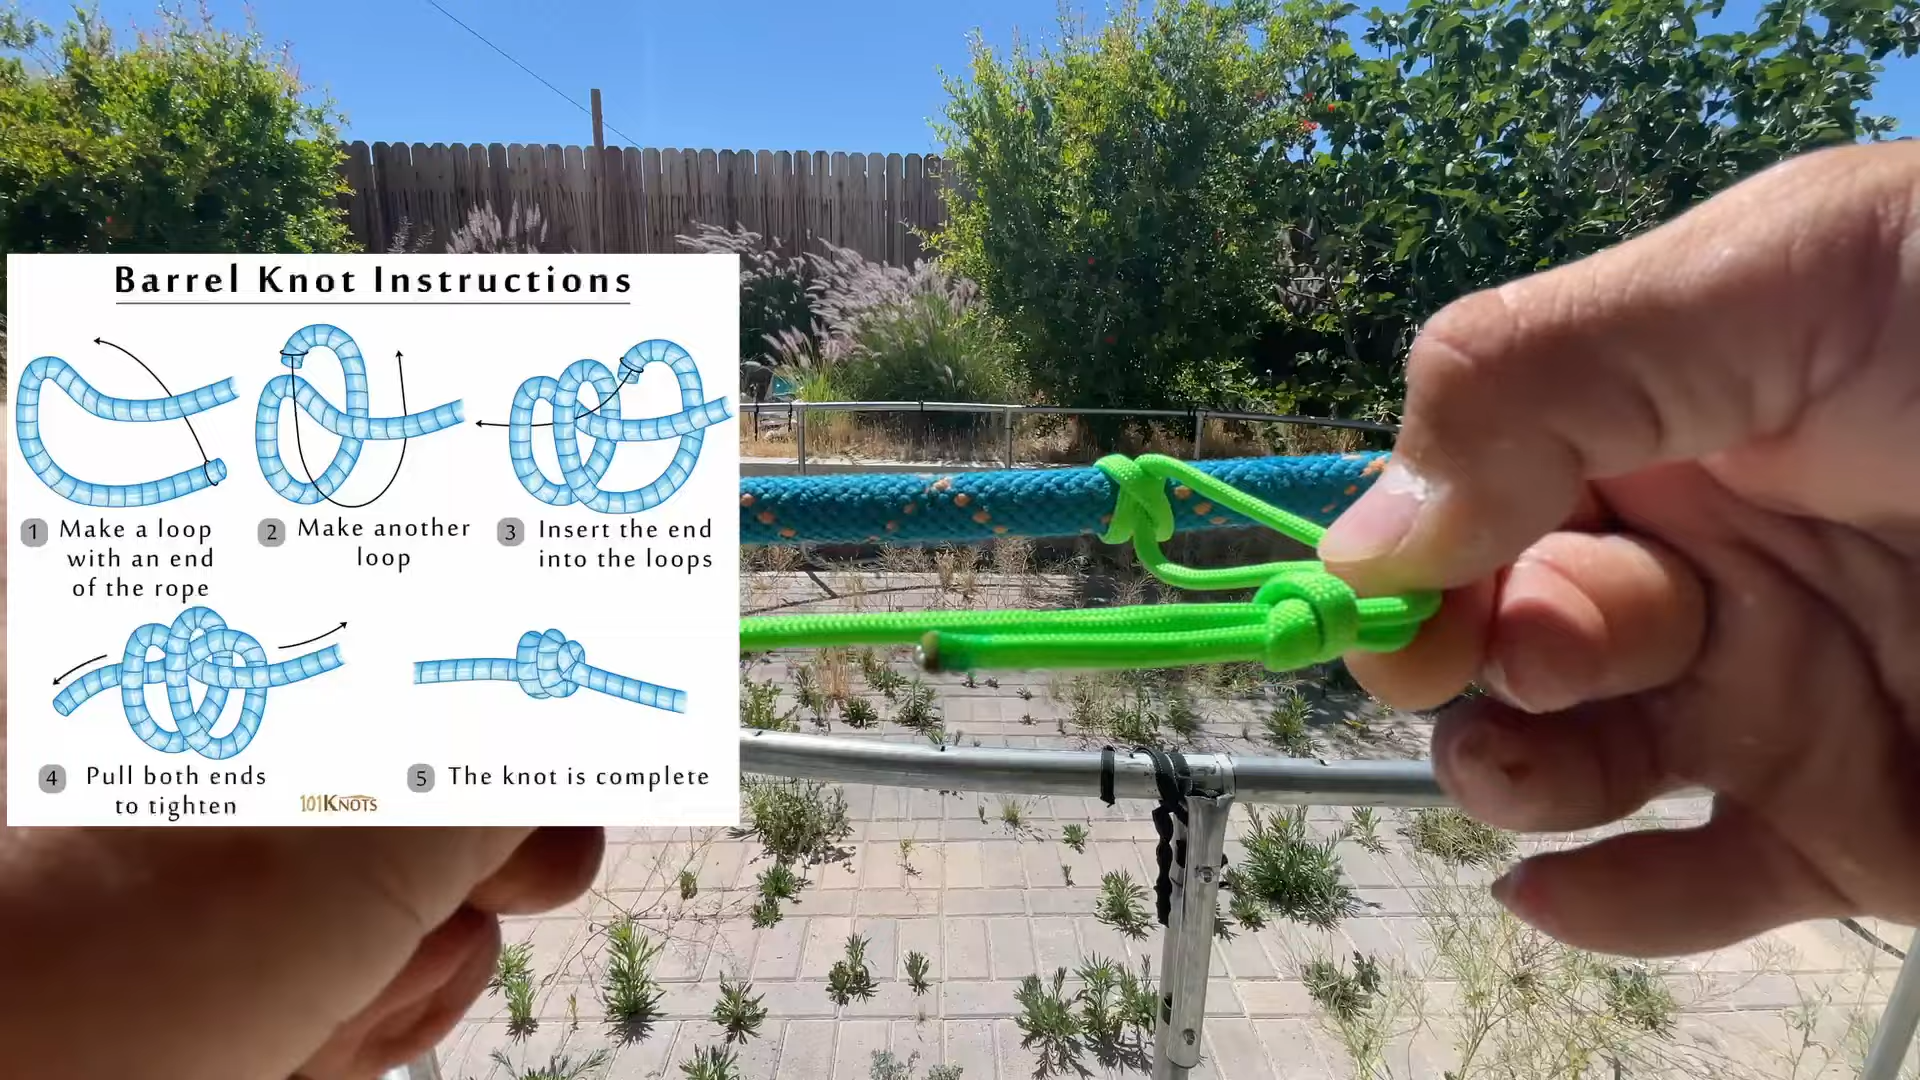 Barrel Knot Instructions
1 Make a loop
with an end
of the rope
2 Make another
loop
3 Insert the end
into the loops
4 Pull both ends
to tighten
5 The knot is complete
101KNOTS